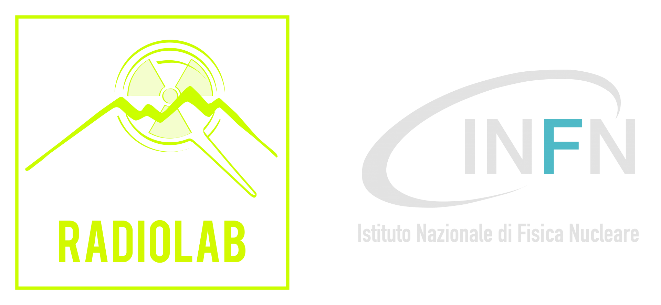 RADIOLAB
INFN
Istituto Nazionale di Fisica Nucleare